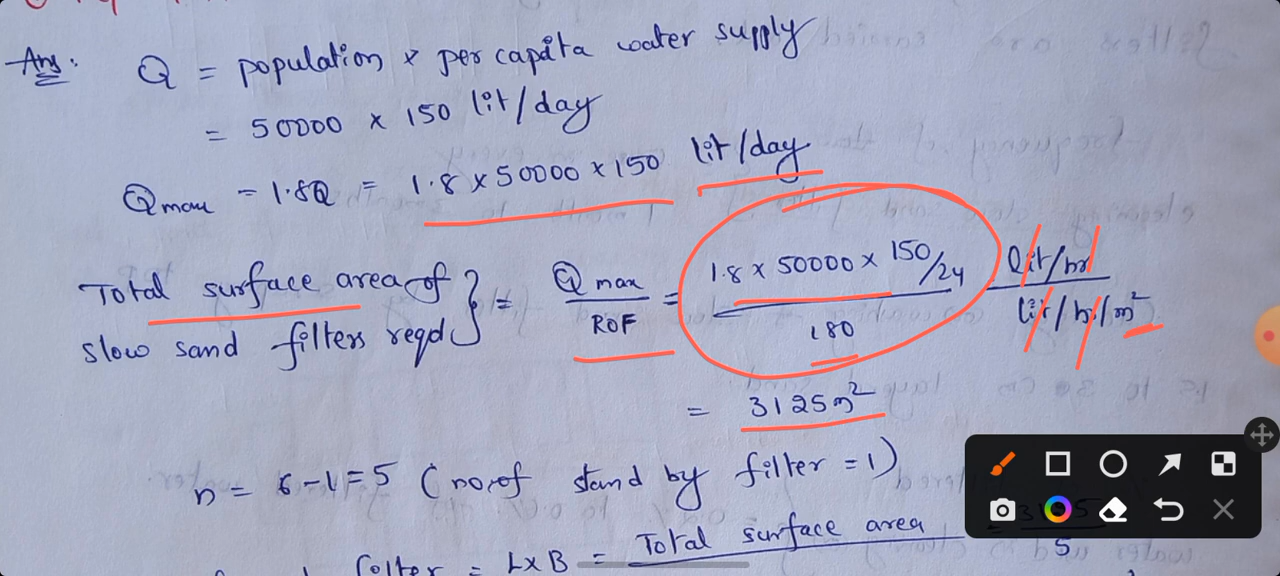 Ans. Q = population × per capita water supply
= 50000 × 150 lit/day
Qmax = 1.8Q = 1.8 × 50000 × 150 lit/day
Total surface area of slow sand filters reqd } = Qmax / ROF = 1.8 × 50000 × 150/24 / 180 lit/hr / lit/hr/m²
= 3125 m²
n = 6-1 = 5 (no. of stand by filter = 1)
filter = L×B = Total surface area / 5